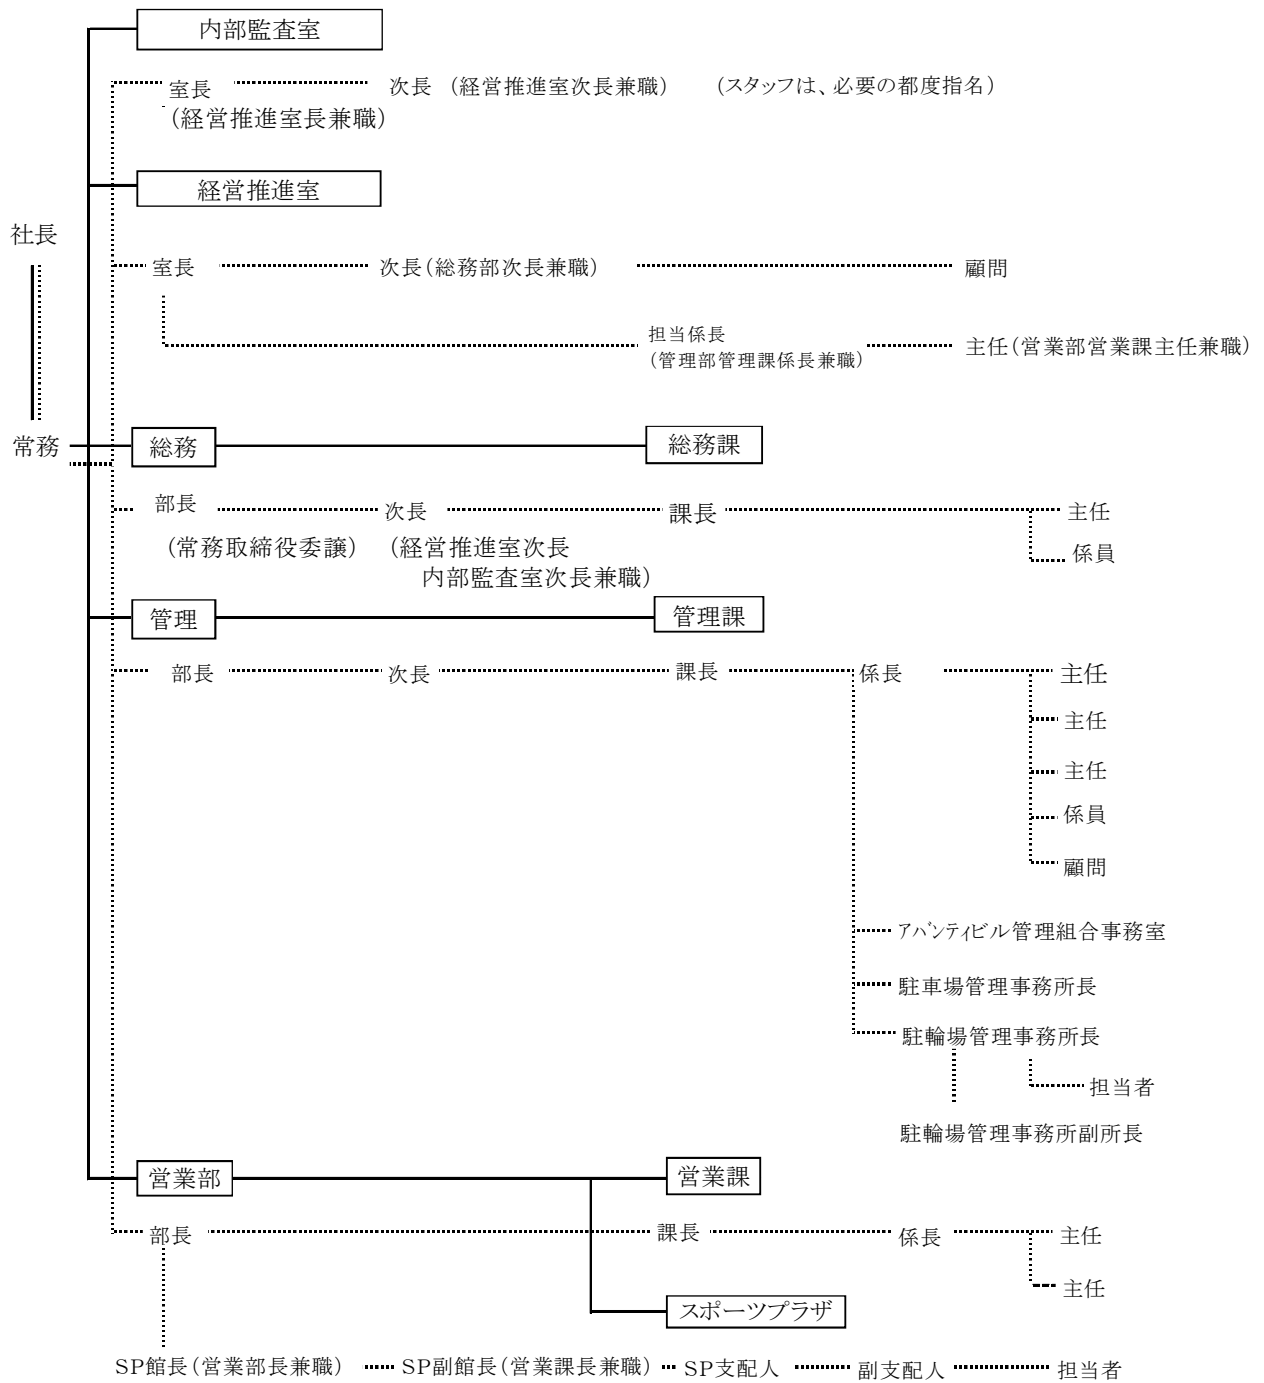 内部監査室
室長
次長 (経営推進室次長兼職)
(スタッフは、必要の都度指名)
(経営推進室長兼職)
経営推進室
社長
室長
次長(総務部次長兼職)
顧問
担当係長
(管理部管理課係長兼職)
主任(営業部営業課主任兼職)
常務
総務
総務課
部長
次長
課長
主任
(常務取締役委譲)
(経営推進室次長
内部監査室次長兼職)
係員
管理
管理課
部長
次長
課長
係長
主任
主任
主任
係員
顧問
アバンティビル管理組合事務室
駐車場管理事務所長
駐輪場管理事務所長
担当者
駐輪場管理事務所副所長
営業部
営業課
部長
課長
係長
主任
主任
スポーツプラザ
SP館長(営業部長兼職)
SP副館長(営業課長兼職)
SP支配人
副支配人
担当者